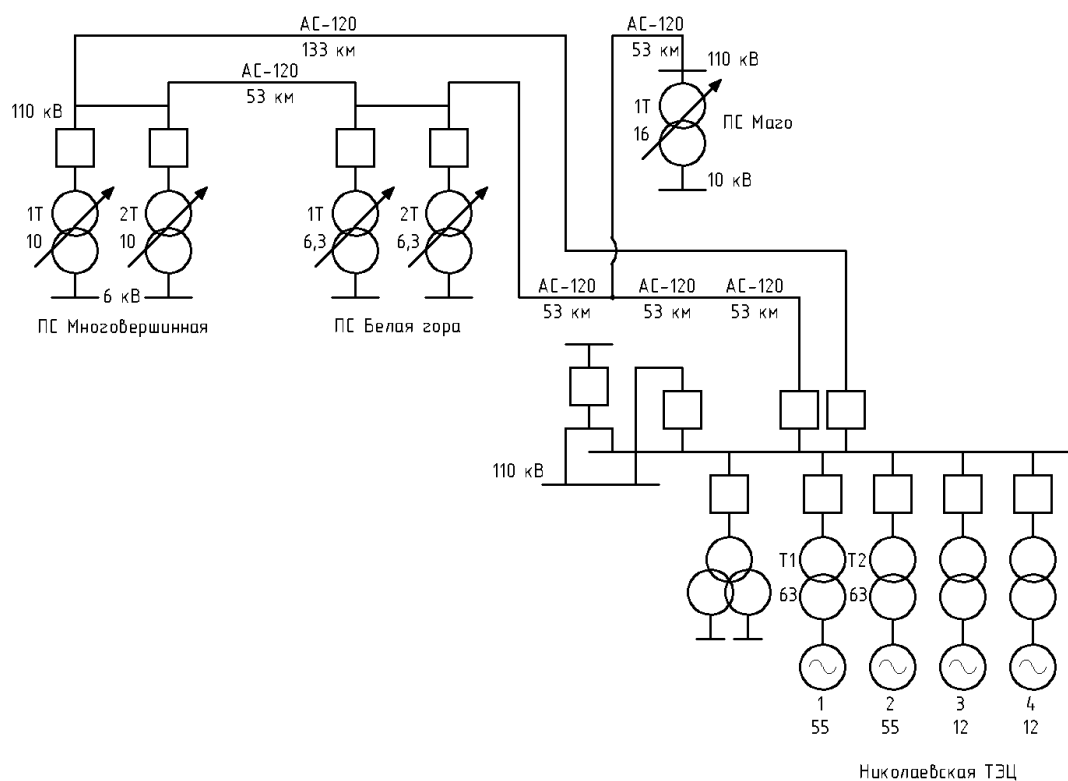 АС-120
133 км
АС-120
53 км
АС-120
53 км
110 кВ
1Т
16
ПС Маго
10 кВ
110 кВ
1Т
10
2Т
10
6 кВ
ПС Многовершинная
1Т
6,3
2Т
6,3
ПС Белая гора
АС-120
53 км
АС-120
53 км
АС-120
53 км
110 кВ
Т1
63
Т2
63
1
55
2
55
3
12
4
12
Николаевская ТЭЦ